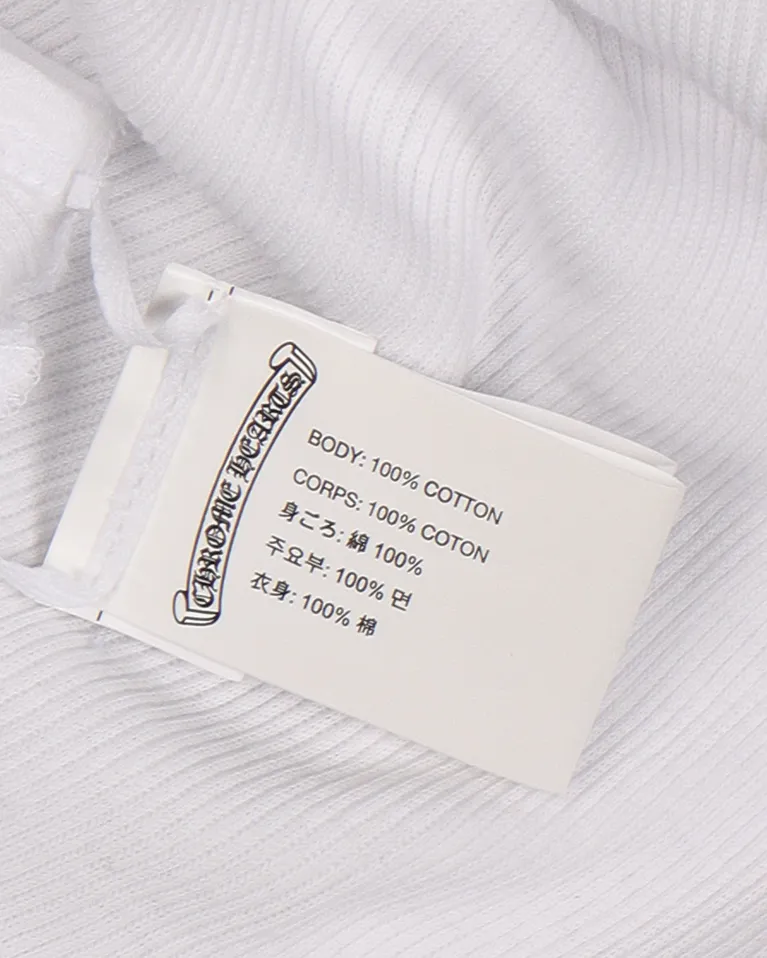 CHROME HEARTS
BODY: 100% COTTON
CORPS: 100% COTON
身ごろ: 綿 100%
주요부: 100% 면
衣身: 100% 棉